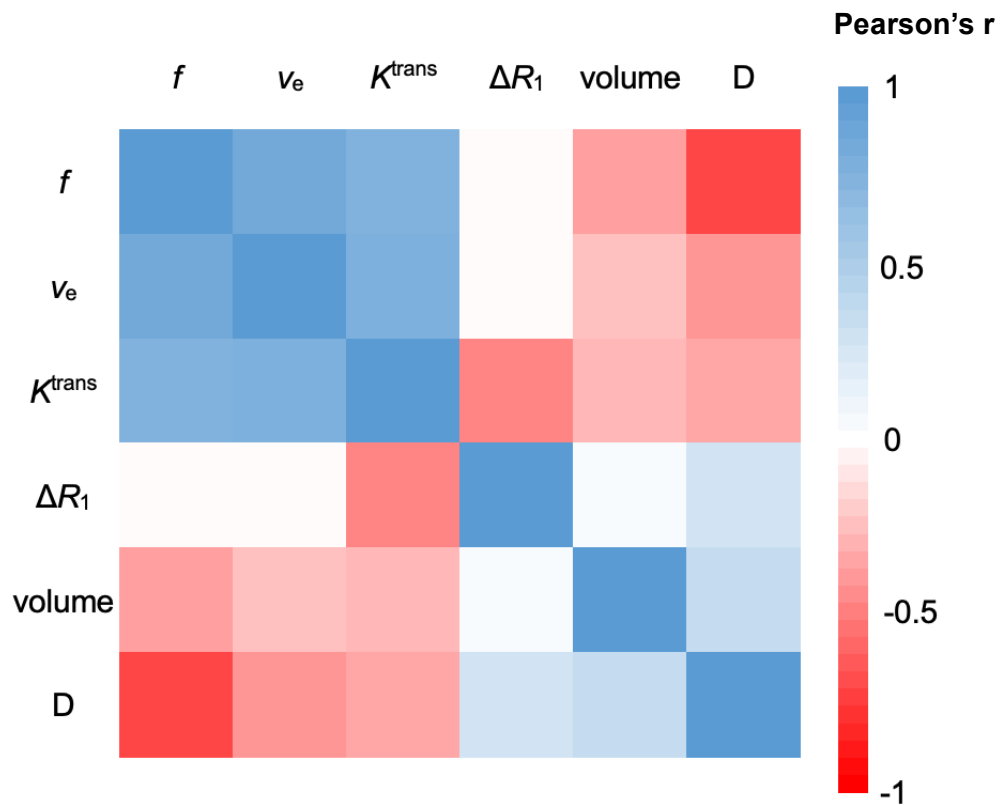 Pearson’s r
f vₑ Kᵗʳᵃⁿˢ ΔR₁ volume D
1
f
vₑ
0.5
Kᵗʳᵃⁿˢ
0
ΔR₁
volume
-0.5
D
-1